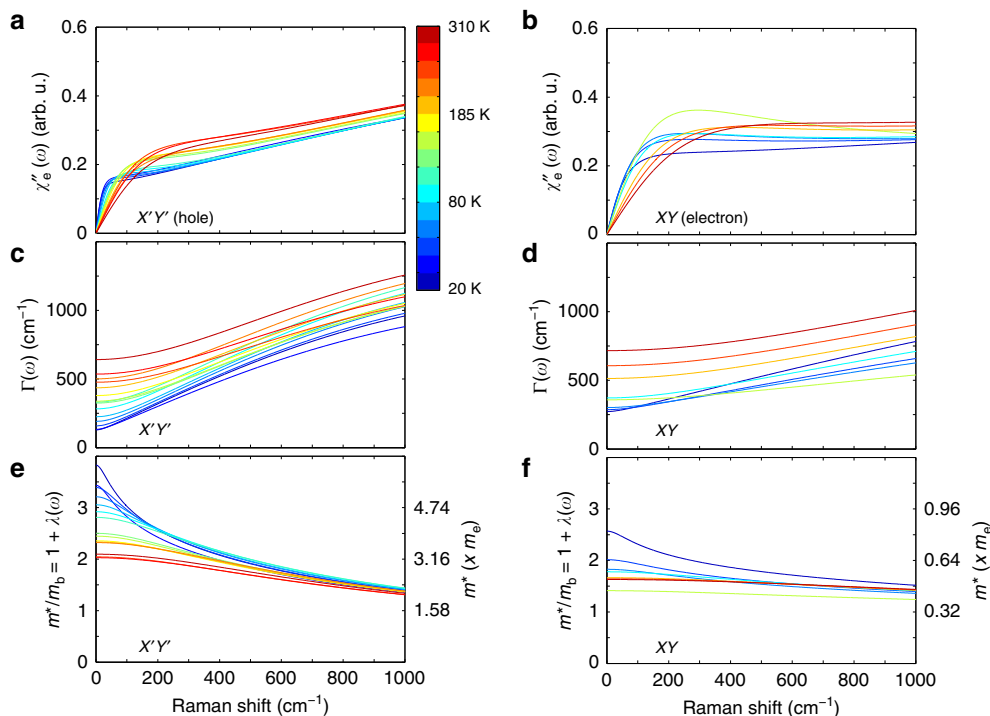 a
0.6
0.4
0.2
0
χ″e (ω) (arb. u.)
X′Y′ (hole)
310 K
185 K
80 K
20 K
b
0.6
0.4
0.2
0
χ″e (ω) (arb. u.)
XY (electron)
c
1000
500
0
Γ(ω) (cm⁻¹)
X′Y′
d
1000
500
0
Γ(ω) (cm⁻¹)
XY
e
3
2
1
0
m*/mb = 1 + λ(ω)
4.74
3.16
1.58
m* (x me)
X′Y′
0 200 400 600 800 1000
Raman shift (cm⁻¹)
f
3
2
1
0
m*/mb = 1 + λ(ω)
0.96
0.64
0.32
m* (x me)
XY
0 200 400 600 800 1000
Raman shift (cm⁻¹)